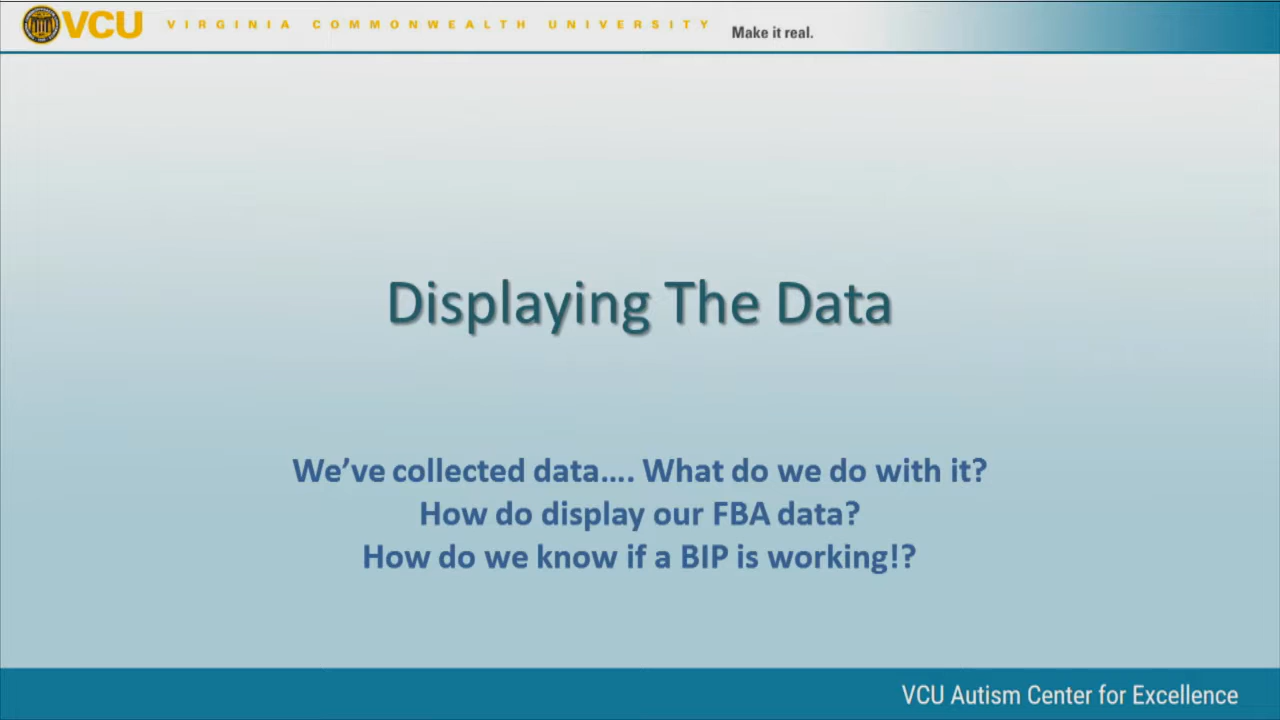 VCU VIRGINIA COMMONWEALTH UNIVERSITY Make it real.
Displaying The Data
We've collected data.... What do we do with it?
How do display our FBA data?
How do we know if a BIP is working!?
VCU Autism Center for Excellence